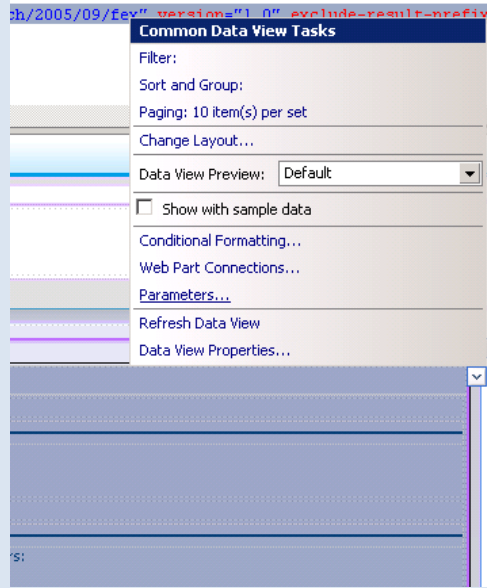 ch/2005/09/fex" version="1.0" exclude-result-prefix
Common Data View Tasks
Filter:
Sort and Group:
Paging: 10 item(s) per set
Change Layout...
Data View Preview: Default
Show with sample data
Conditional Formatting...
Web Part Connections...
Parameters...
Refresh Data View
Data View Properties...
rs: